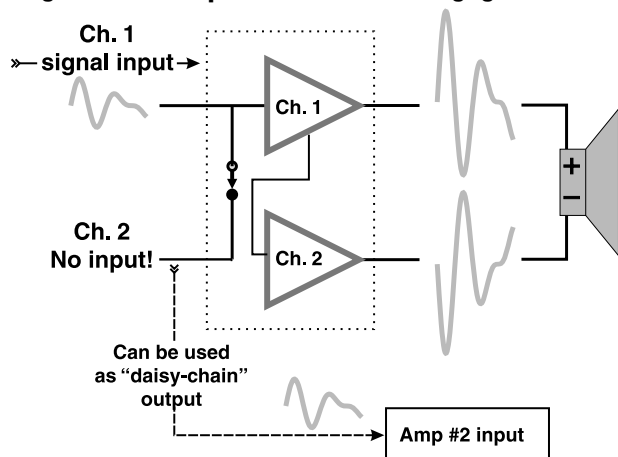 Ch. 1
signal input
Ch. 1
+
−
Ch. 2
No input!
Ch. 2
Can be used
as “daisy-chain”
output
Amp #2 input